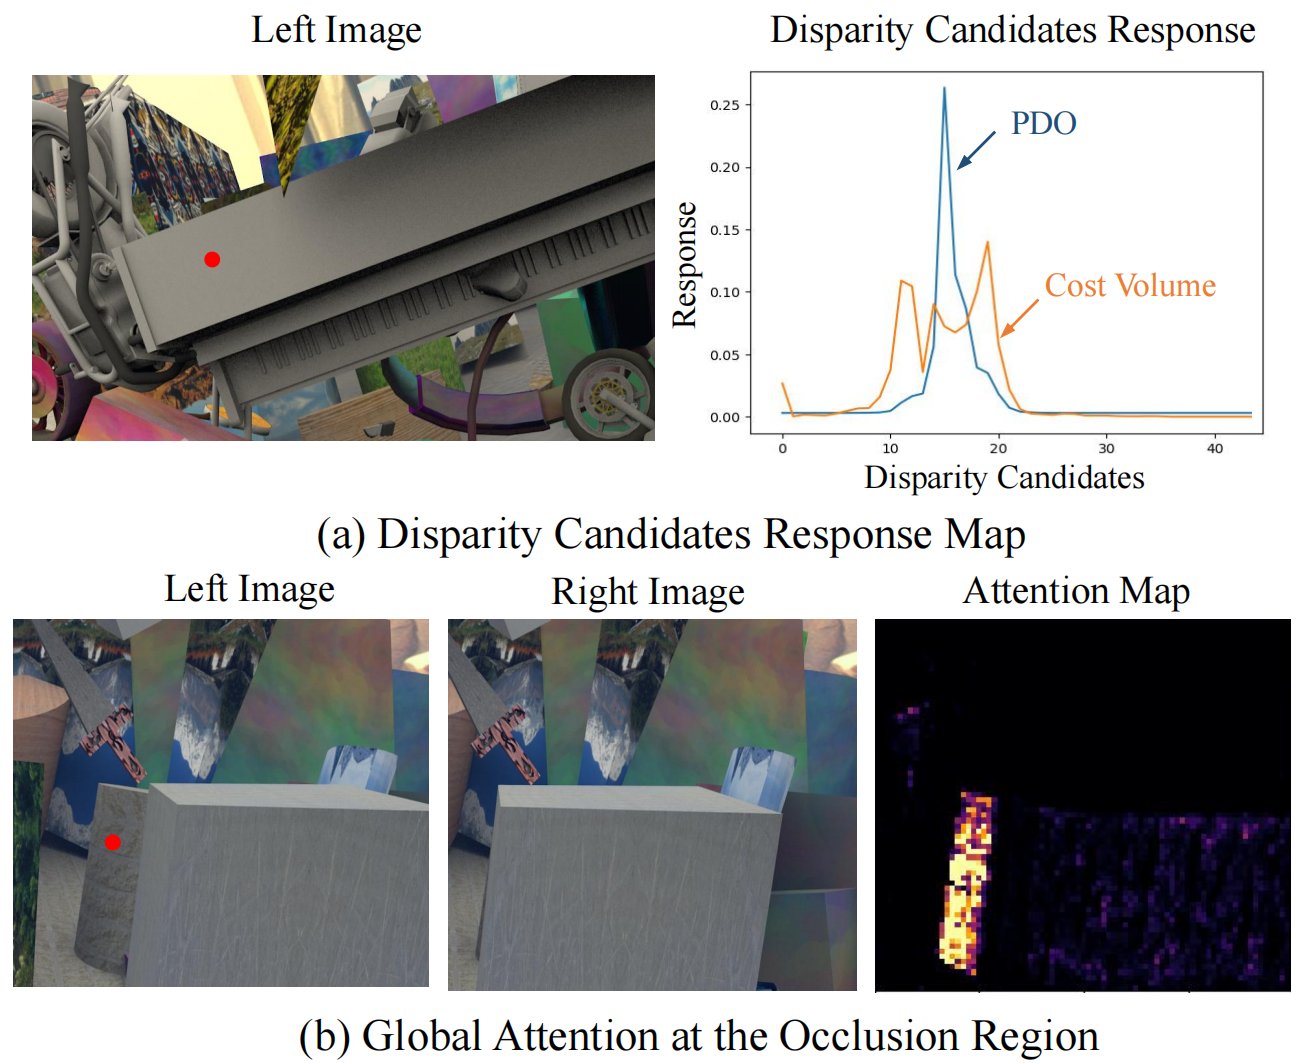 Left Image
Disparity Candidates Response
0.25
0.20
0.15
0.10
0.05
0.00
Response
PDO
Cost Volume
0 10 20 30 40
Disparity Candidates
(a) Disparity Candidates Response Map
Left Image
Right Image
Attention Map
(b) Global Attention at the Occlusion Region